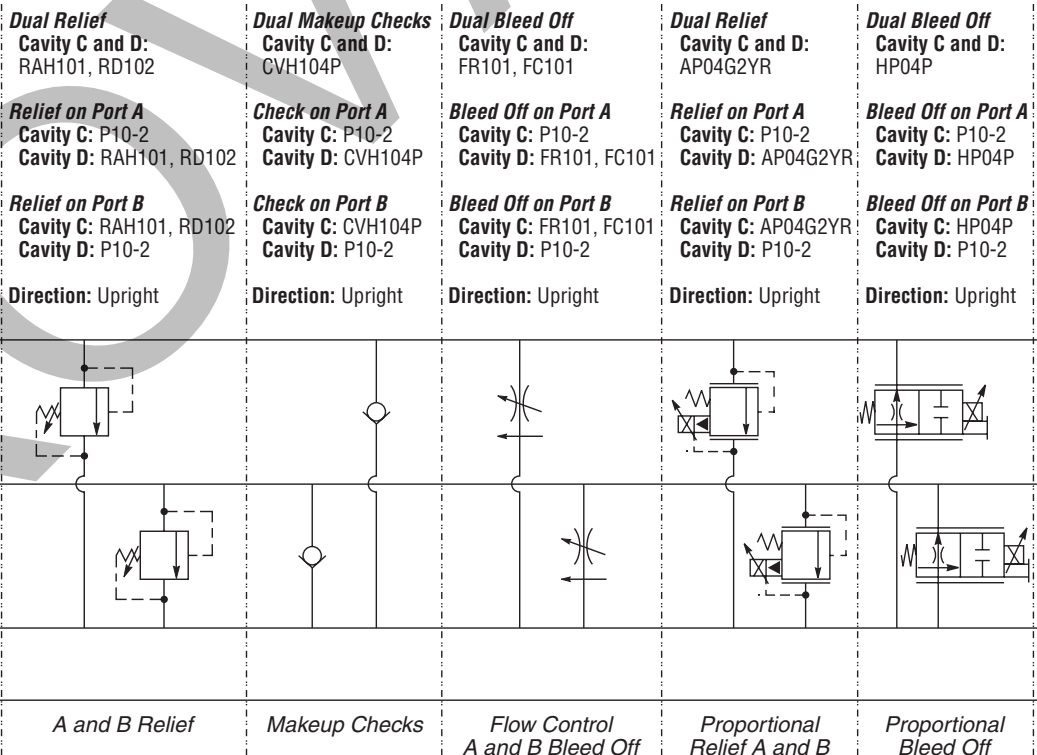 Dual Relief
Cavity C and D:
RAH101, RD102
Relief on Port A
Cavity C: P10-2
Cavity D: RAH101, RD102
Relief on Port B
Cavity C: RAH101, RD102
Cavity D: P10-2
Direction: Upright
Dual Makeup Checks
Cavity C and D:
CVH104P
Check on Port A
Cavity C: P10-2
Cavity D: CVH104P
Check on Port B
Cavity C: CVH104P
Cavity D: P10-2
Direction: Upright
Dual Bleed Off
Cavity C and D:
FR101, FC101
Bleed Off on Port A
Cavity C: P10-2
Cavity D: FR101, FC101
Bleed Off on Port B
Cavity C: FR101, FC101
Cavity D: P10-2
Direction: Upright
Dual Relief
Cavity C and D:
AP04G2YR
Relief on Port A
Cavity C: P10-2
Cavity D: AP04G2YR
Relief on Port B
Cavity C: AP04G2YR
Cavity D: P10-2
Direction: Upright
Dual Bleed Off
Cavity C and D:
HP04P
Bleed Off on Port A
Cavity C: P10-2
Cavity D: HP04P
Bleed Off on Port B
Cavity C: HP04P
Cavity D: P10-2
Direction: Upright
A and B Relief
Makeup Checks
Flow Control
A and B Bleed Off
Proportional
Relief A and B
Proportional
Bleed Off